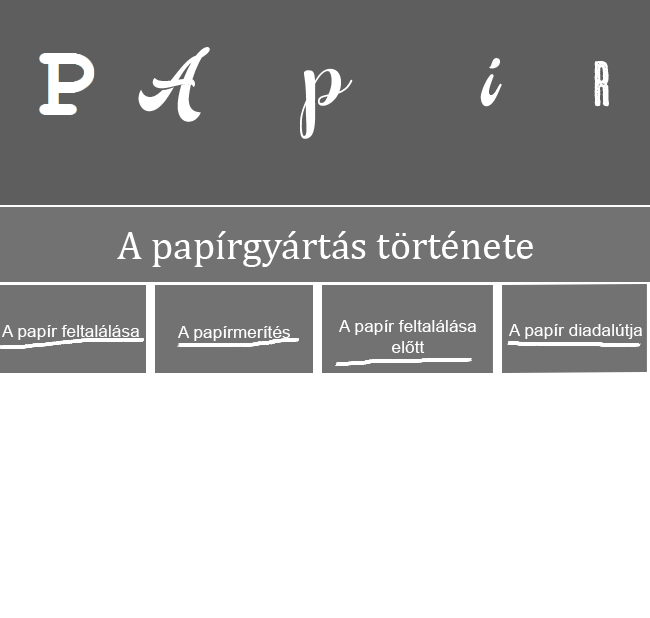 P A p i R
A papírgyártás története
A papír feltalálása
A papírmerítés
A papír feltalálása
előtt
A papír diadalútja